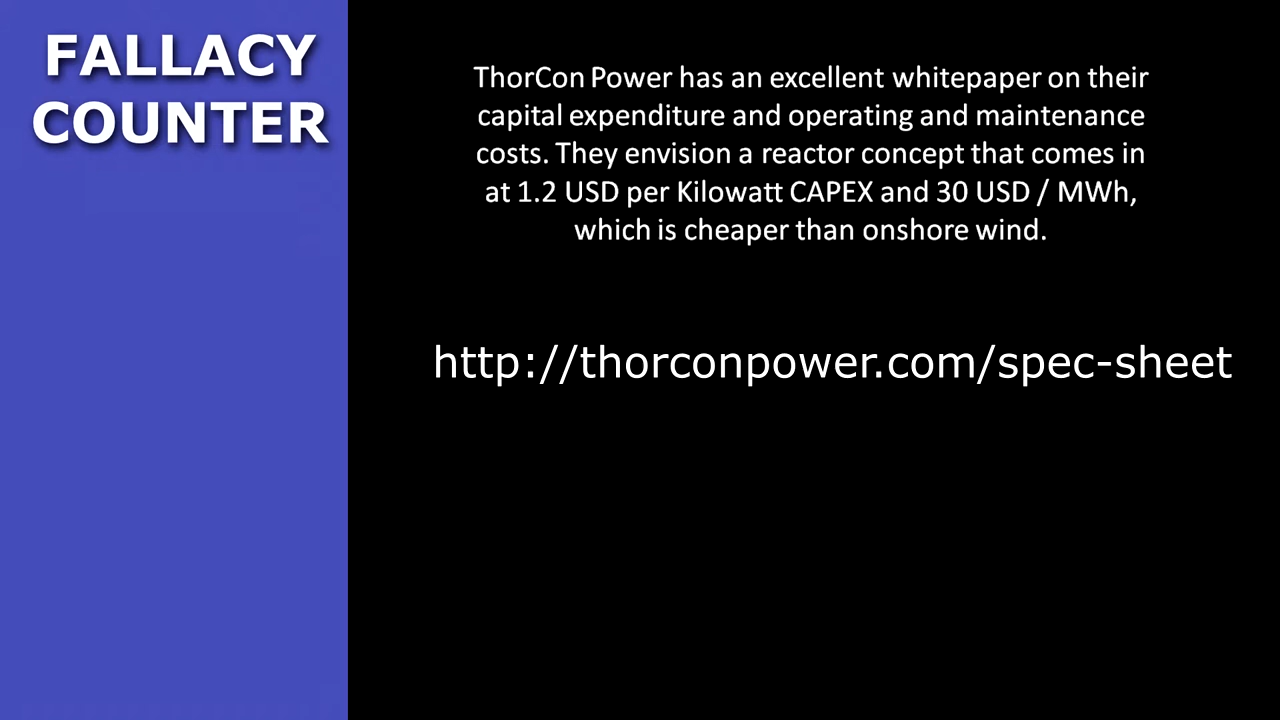 FALLACY
COUNTER
ThorCon Power has an excellent whitepaper on their
capital expenditure and operating and maintenance
costs. They envision a reactor concept that comes in
at 1.2 USD per Kilowatt CAPEX and 30 USD / MWh,
which is cheaper than onshore wind.
http://thorconpower.com/spec-sheet